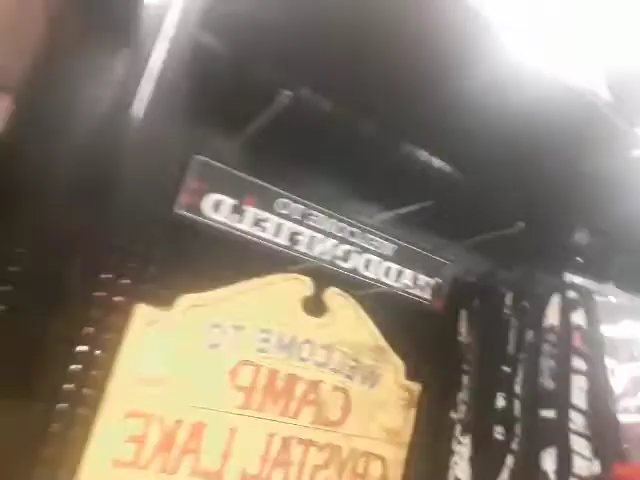 WELCOME TO
HADDONFIELD
WELCOME TO
CAMP
CRYSTAL LAKE